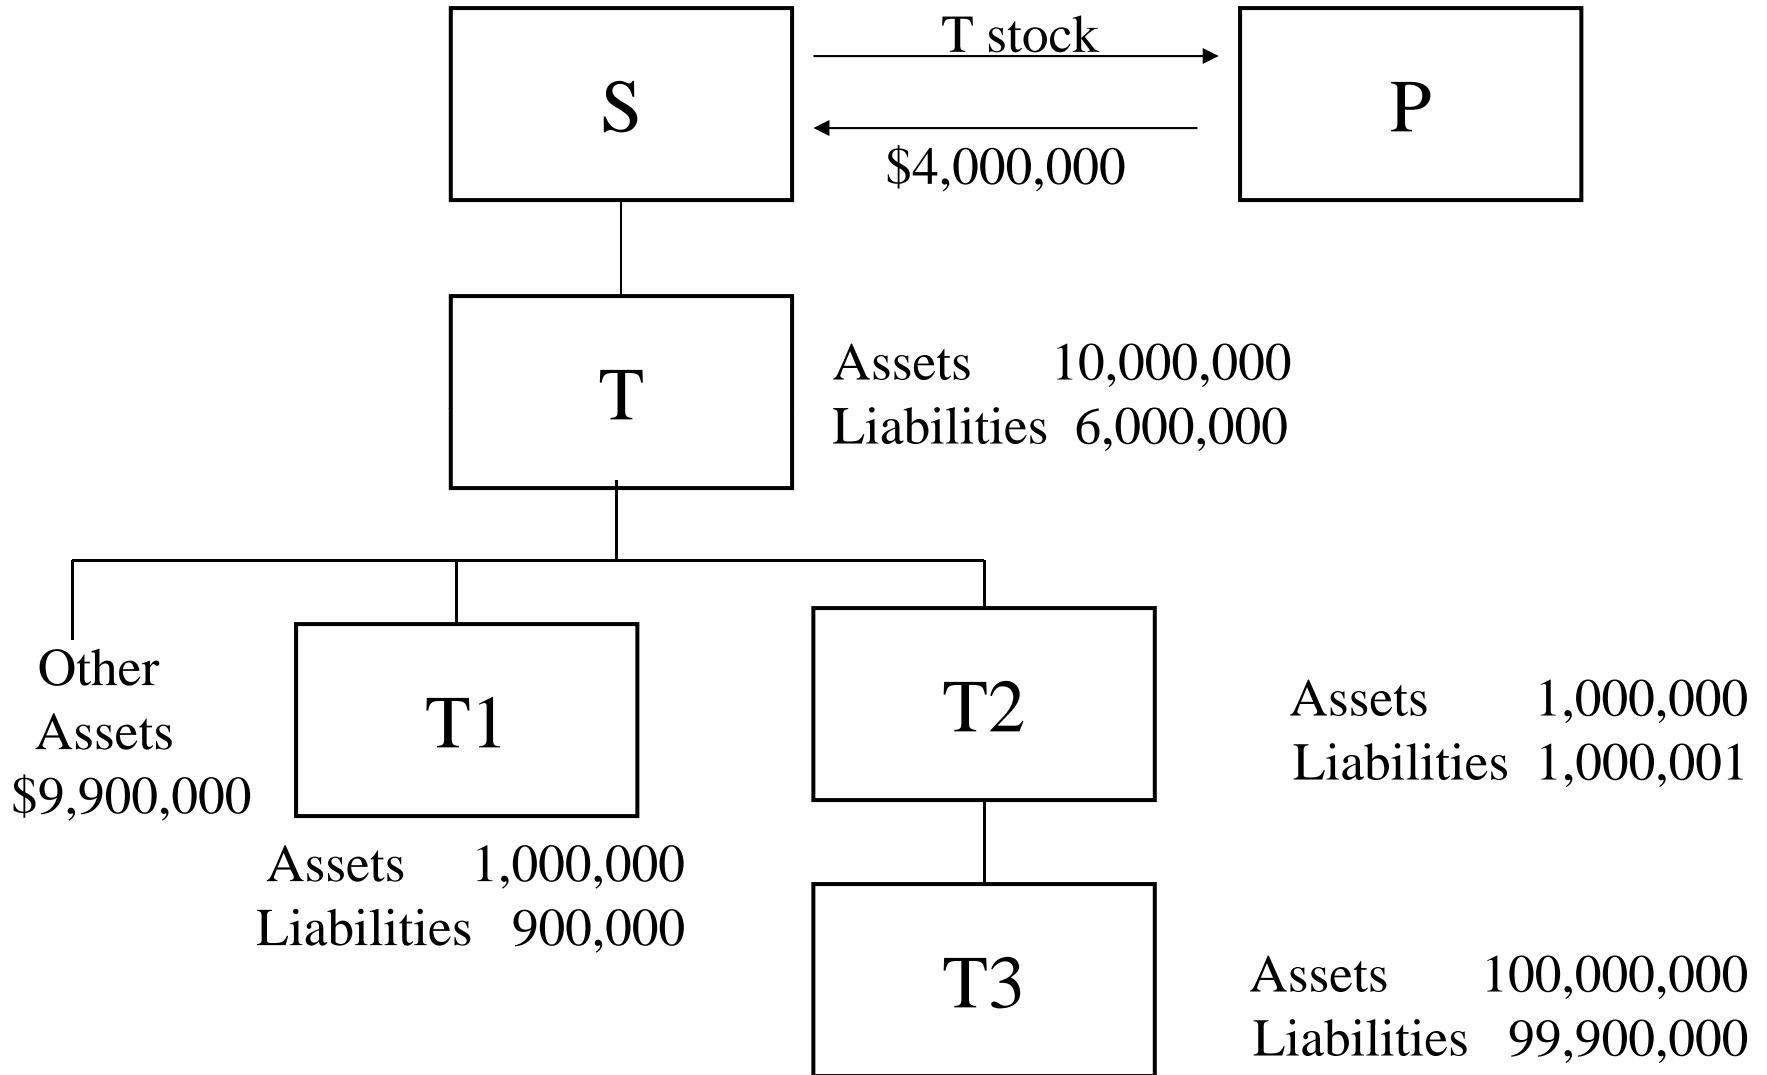 T stock
S
P
$4,000,000
T
Assets 10,000,000
Liabilities 6,000,000
Other
Assets
$9,900,000
T1
Assets 1,000,000
Liabilities 900,000
T2
Assets 1,000,000
Liabilities 1,000,001
T3
Assets 100,000,000
Liabilities 99,900,000